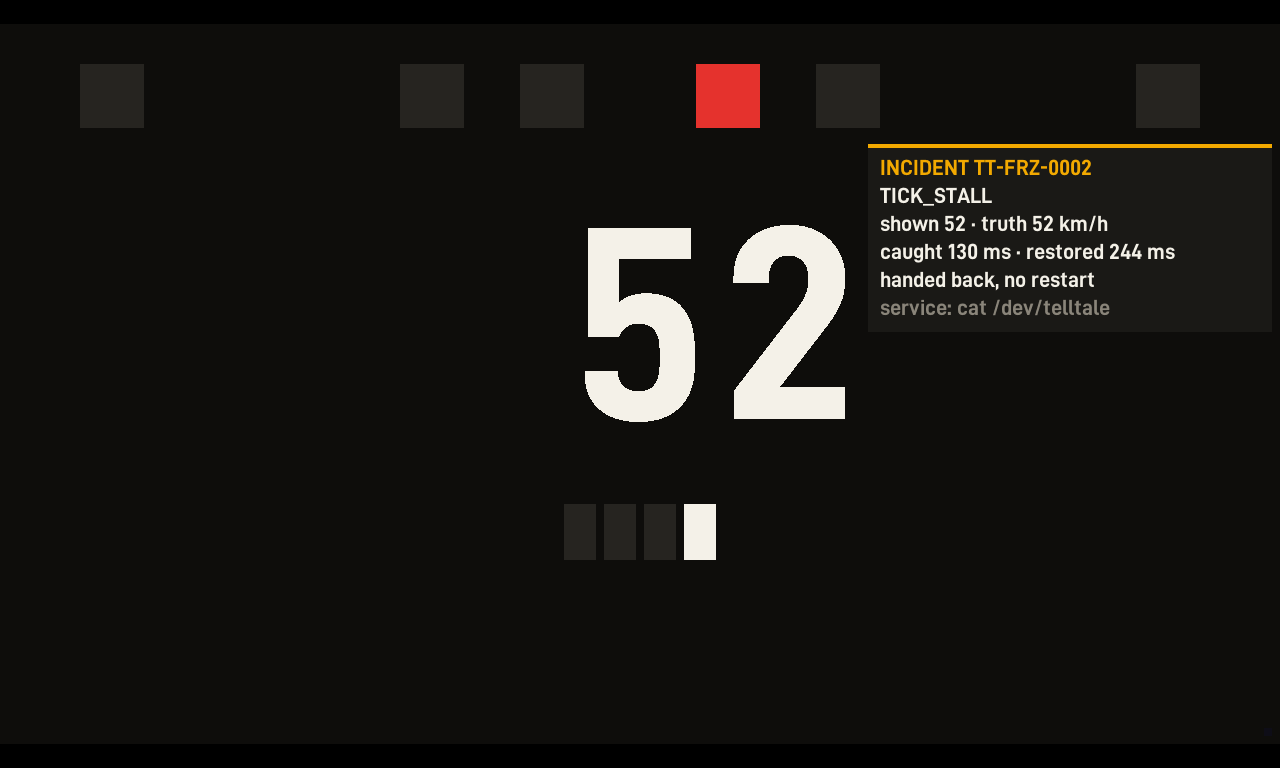 52
INCIDENT TT-FRZ-0002
TICK_STALL
shown 52 · truth 52 km/h
caught 130 ms · restored 244 ms
handed back, no restart
service: cat /dev/telltale